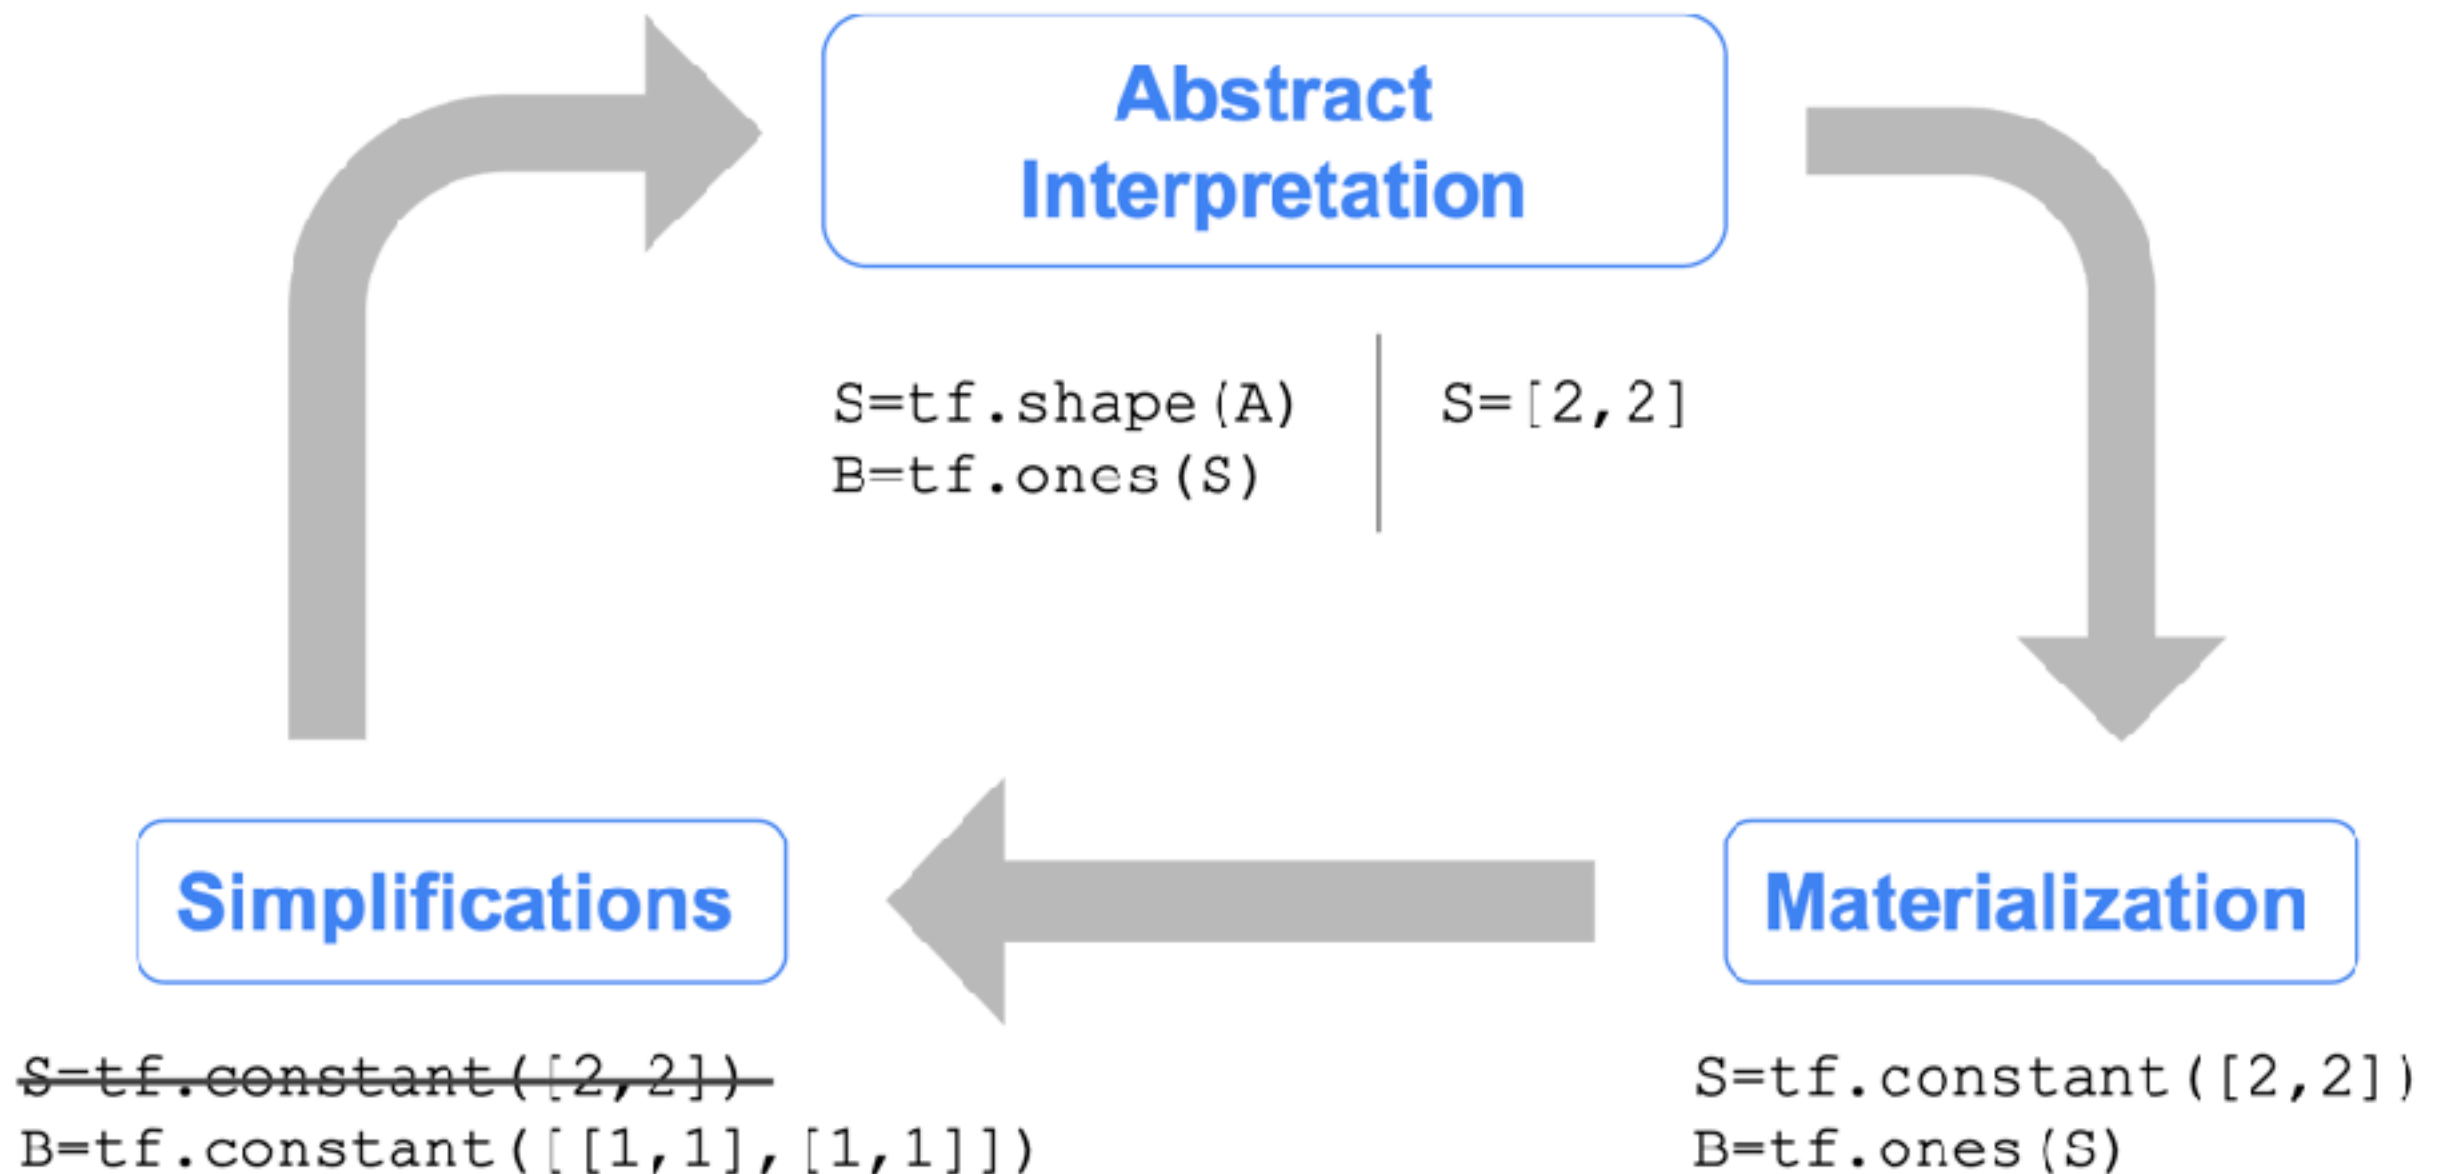 Abstract
Interpretation
S=tf.shape(A)
B=tf.ones(S)
S=[2,2]
Simplifications
S=tf.constant([2,2])
B=tf.constant([[1,1],[1,1]])
Materialization
S=tf.constant([2,2])
B=tf.ones(S)